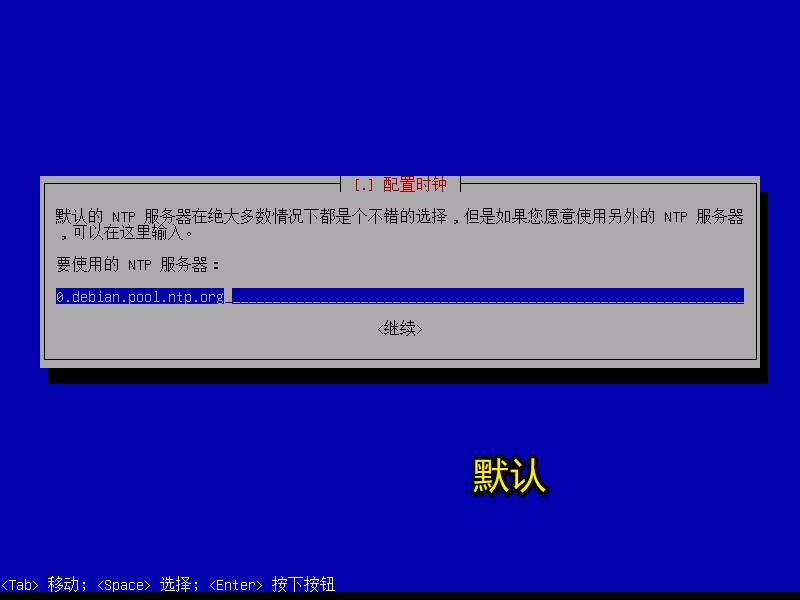 [.] 配置时钟
默认的 NTP 服务器在绝大多数情况下都是个不错的选择，但是如果您愿意使用另外的 NTP 服务器
，可以在这里输入。
要使用的 NTP 服务器：
0.debian.pool.ntp.org
<继续>
默认
<Tab> 移动; <Space> 选择; <Enter> 按下按钮